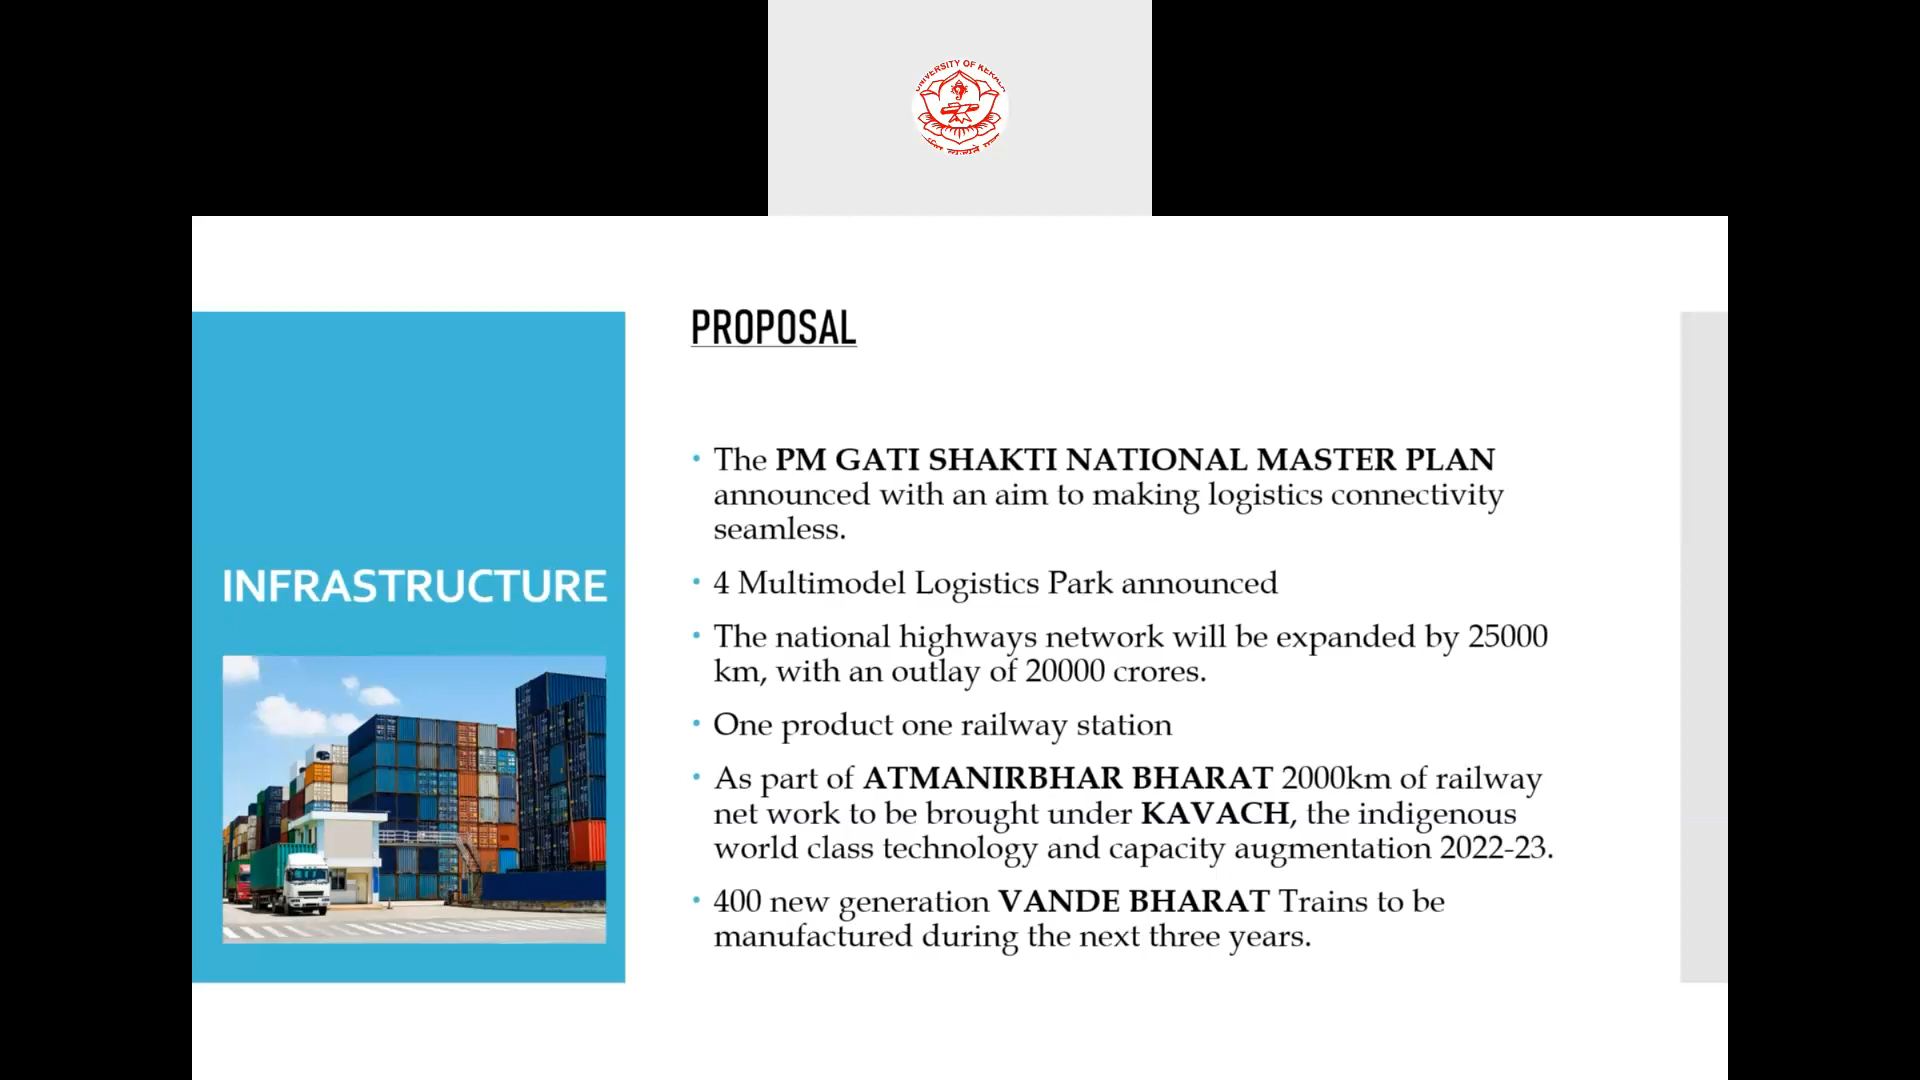 UNIVERSITY OF KERALA
PROPOSAL
INFRASTRUCTURE
• The PM GATI SHAKTI NATIONAL MASTER PLAN
announced with an aim to making logistics connectivity
seamless.
• 4 Multimodel Logistics Park announced
• The national highways network will be expanded by 25000
km, with an outlay of 20000 crores.
• One product one railway station
• As part of ATMANIRBHAR BHARAT 2000km of railway
net work to be brought under KAVACH, the indigenous
world class technology and capacity augmentation 2022-23.
• 400 new generation VANDE BHARAT Trains to be
manufactured during the next three years.